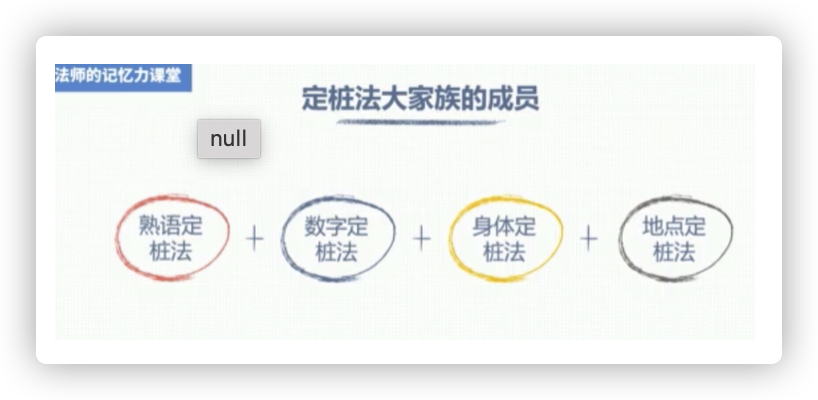 法师的记忆力课堂
定桩法大家族的成员
null
熟语定
桩法
+
数字定
桩法
+
身体定
桩法
+
地点定
桩法